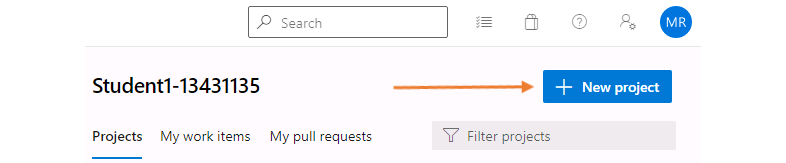 Search
MR
Student1-13431135
New project
Projects My work items My pull requests
Filter projects